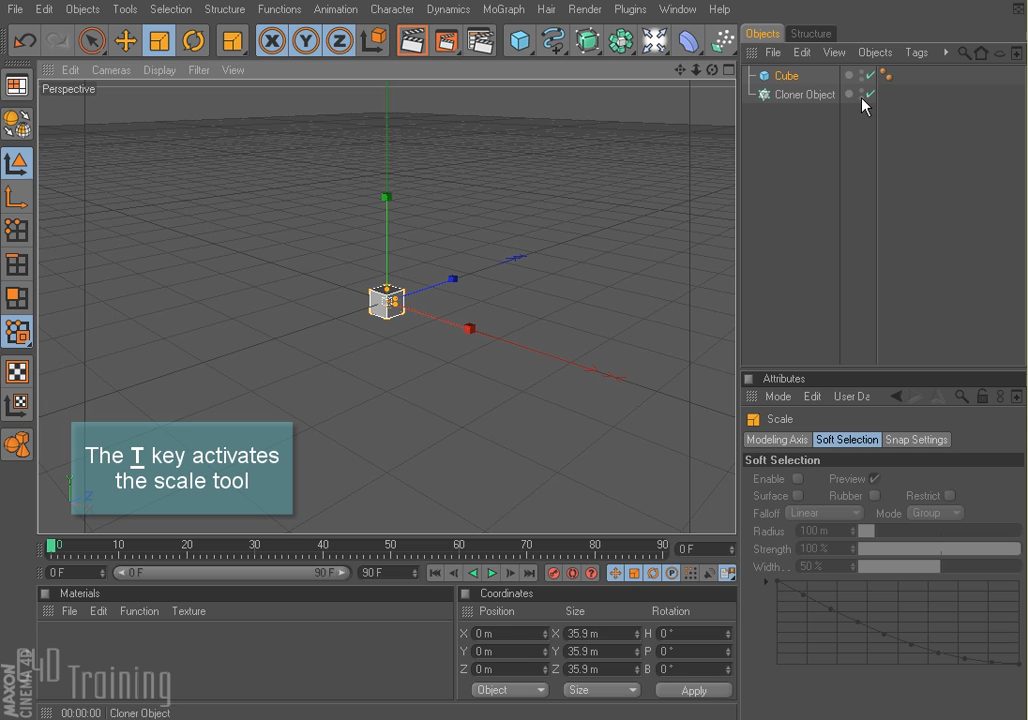 File Edit Objects Tools Selection Structure Functions Animation Character Dynamics MoGraph Hair Render Plugins Window Help
X Y Z
Objects Structure
File Edit View Objects Tags
Cube
Cloner Object
Edit Cameras Display Filter View
Perspective
The T key activates
the scale tool
Y
Z
Attributes
Mode Edit User Da
Scale
Modeling Axis Soft Selection Snap Settings
Soft Selection
Enable Preview
Surface Rubber Restrict
Falloff Linear Mode Group
Radius 100 m
Strength 100 %
Width . . 50 %
0 10 20 30 40 50 60 70 80 90 0 F
0 F 0 F 90 F 90 F
Materials
File Edit Function Texture
Coordinates
Position Size Rotation
X 0 m X 35.9 m H 0 °
Y 0 m Y 35.9 m P 0 °
Z 0 m Z 35.9 m B 0 °
Object Size Apply
MAXON
CINEMA 4D
4D Training
00:00:00 Cloner Object